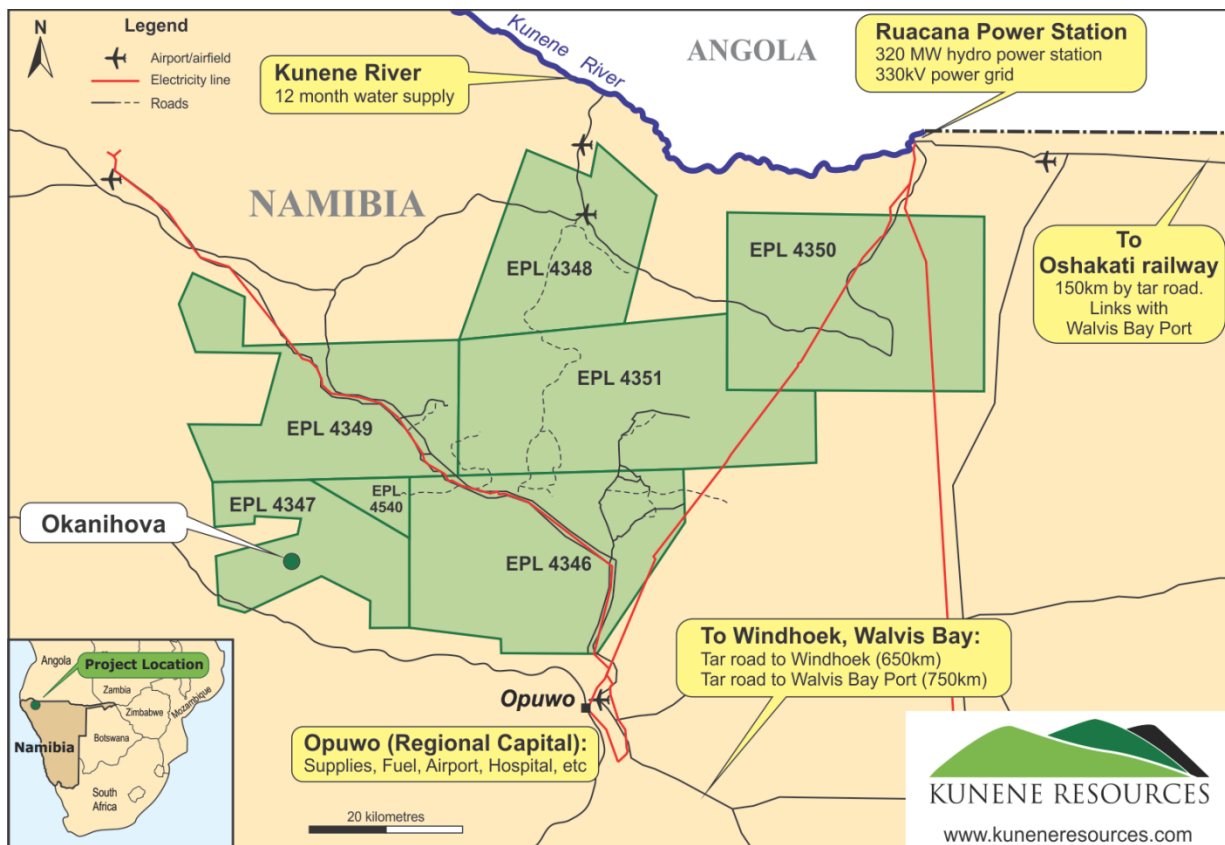 N
Legend
Airport/airfield
Electricity line
Roads
Kunene River
12 month water supply
Kunene River
ANGOLA
Ruacana Power Station
320 MW hydro power station
330kV power grid
NAMIBIA
To
Oshakati railway
150km by tar road.
Links with
Walvis Bay Port
EPL 4348
EPL 4350
EPL 4351
EPL 4349
EPL 4347
EPL
4540
EPL 4346
Okanihova
Opuwo
To Windhoek, Walvis Bay:
Tar road to Windhoek (650km)
Tar road to Walvis Bay Port (750km)
Opuwo (Regional Capital):
Supplies, Fuel, Airport, Hospital, etc
20 kilometres
Project Location
Angola
Zambia
Zimbabwe
Mozambique
Namibia
Botswana
South
Africa
KUNENE RESOURCES
www.kuneneresources.com